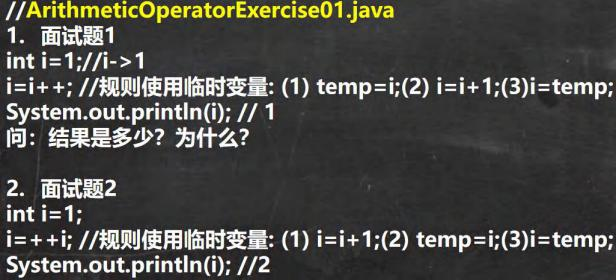 //ArithmeticOperatorExercise01.java
1. 面试题1
int i=1;//i->1
i=i++; //规则使用临时变量: (1) temp=i;(2) i=i+1;(3)i=temp;
System.out.println(i); // 1
问：结果是多少？为什么？
2. 面试题2
int i=1;
i=++i; //规则使用临时变量: (1) i=i+1;(2) temp=i;(3)i=temp;
System.out.println(i); //2